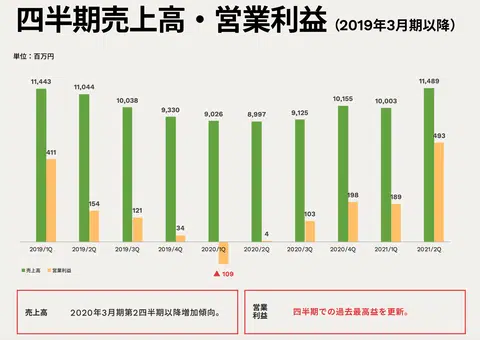 四半期売上高・営業利益（2019年3月期以降）
単位：百万円
11,443 11,044 10,038 9,330 9,026 8,997 9,125 10,155 10,003 11,489
411 154 121 34 ▲109 4 103 198 189 493
2019/1Q 2019/2Q 2019/3Q 2019/4Q 2020/1Q 2020/2Q 2020/3Q 2020/4Q 2021/1Q 2021/2Q
売上高 営業利益
売上高 2020年3月期第2四半期以降増加傾向。
営業利益 四半期での過去最高益を更新。